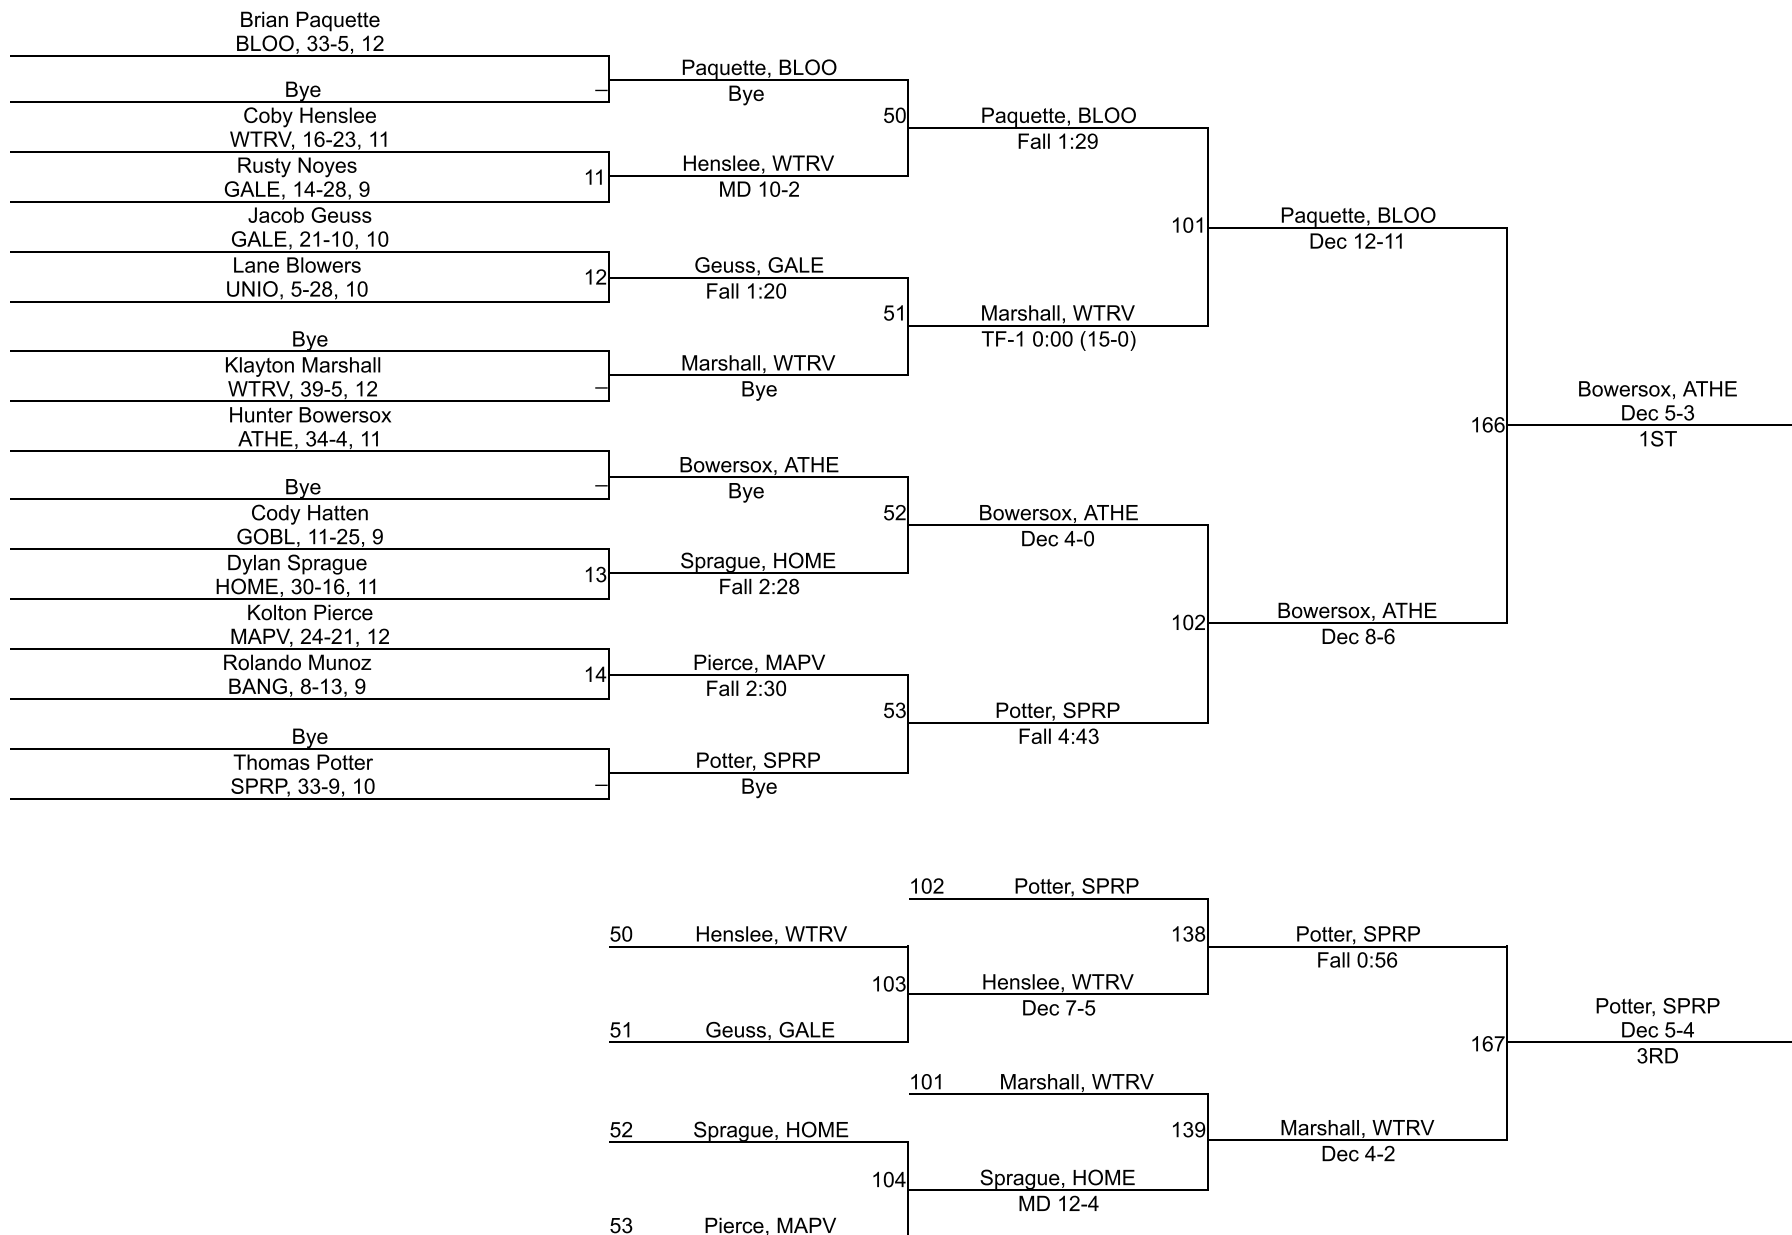 Brian Paquette
BLOO, 33-5, 12
Bye
–
Coby Henslee
WTRV, 16-23, 11
Rusty Noyes
GALE, 14-28, 9
11
Jacob Geuss
GALE, 21-10, 10
Lane Blowers
UNIO, 5-28, 10
12
Bye
Klayton Marshall
WTRV, 39-5, 12
–
Hunter Bowersox
ATHE, 34-4, 11
Bye
–
Cody Hatten
GOBL, 11-25, 9
Dylan Sprague
HOME, 30-16, 11
13
Kolton Pierce
MAPV, 24-21, 12
Rolando Munoz
BANG, 8-13, 9
14
Bye
Thomas Potter
SPRP, 33-9, 10
–
Paquette, BLOO
Bye
50
Henslee, WTRV
MD 10-2
Geuss, GALE
Fall 1:20
51
Marshall, WTRV
Bye
Bowersox, ATHE
Bye
52
Sprague, HOME
Fall 2:28
Pierce, MAPV
Fall 2:30
53
Potter, SPRP
Bye
Paquette, BLOO
Fall 1:29
101
Marshall, WTRV
TF-1 0:00 (15-0)
Bowersox, ATHE
Dec 4-0
102
Potter, SPRP
Fall 4:43
Paquette, BLOO
Dec 12-11
166
Bowersox, ATHE
Dec 8-6
Bowersox, ATHE
Dec 5-3
1ST
102 Potter, SPRP
50 Henslee, WTRV
138
103
Henslee, WTRV
Dec 7-5
51 Geuss, GALE
101 Marshall, WTRV
52 Sprague, HOME
139
104
Sprague, HOME
MD 12-4
53 Pierce, MAPV
Potter, SPRP
Fall 0:56
167
Marshall, WTRV
Dec 4-2
Potter, SPRP
Dec 5-4
3RD